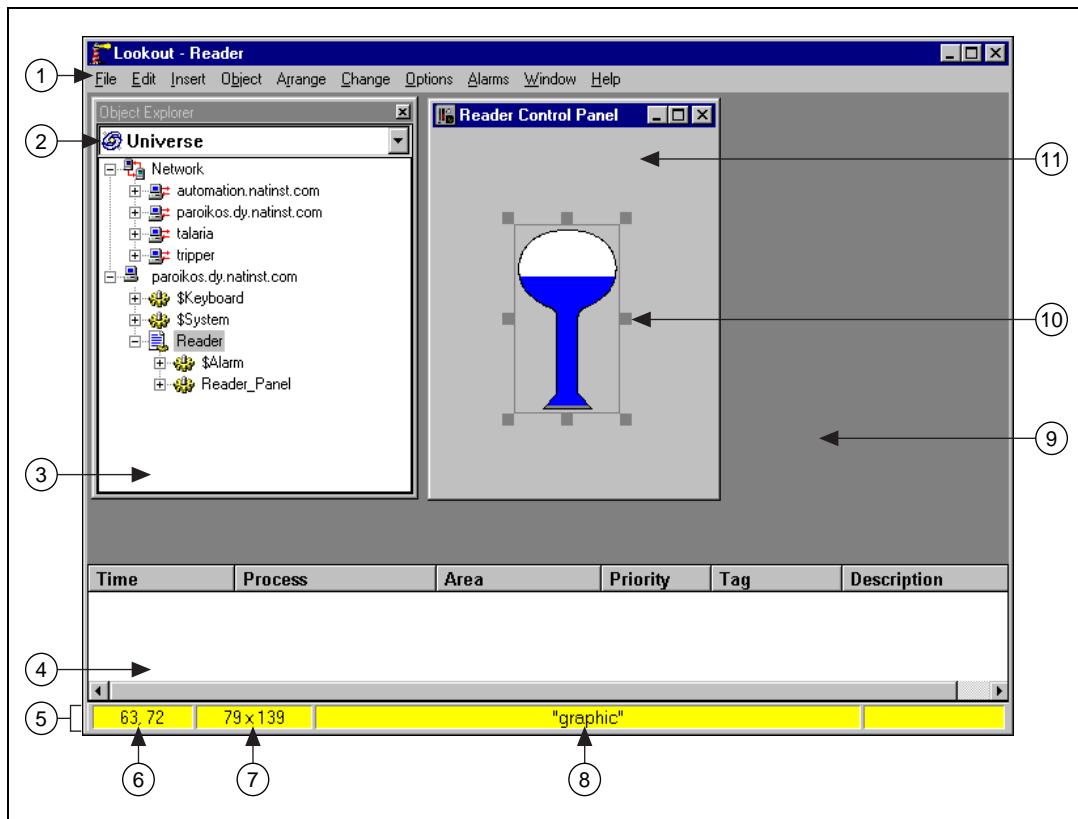 Lookout - Reader
1
File Edit Insert Object Arrange Change Options Alarms Window Help
Object Explorer
Reader Control Panel
2
Universe
11
Network
automation.natinst.com
paroikos.dy.natinst.com
talaria
tripper
paroikos.dy.natinst.com
$Keyboard
$System
10
Reader
$Alarm
Reader_Panel
9
3
Time Process Area Priority Tag Description
4
5
63, 72 79 x 139 "graphic"
6 7 8